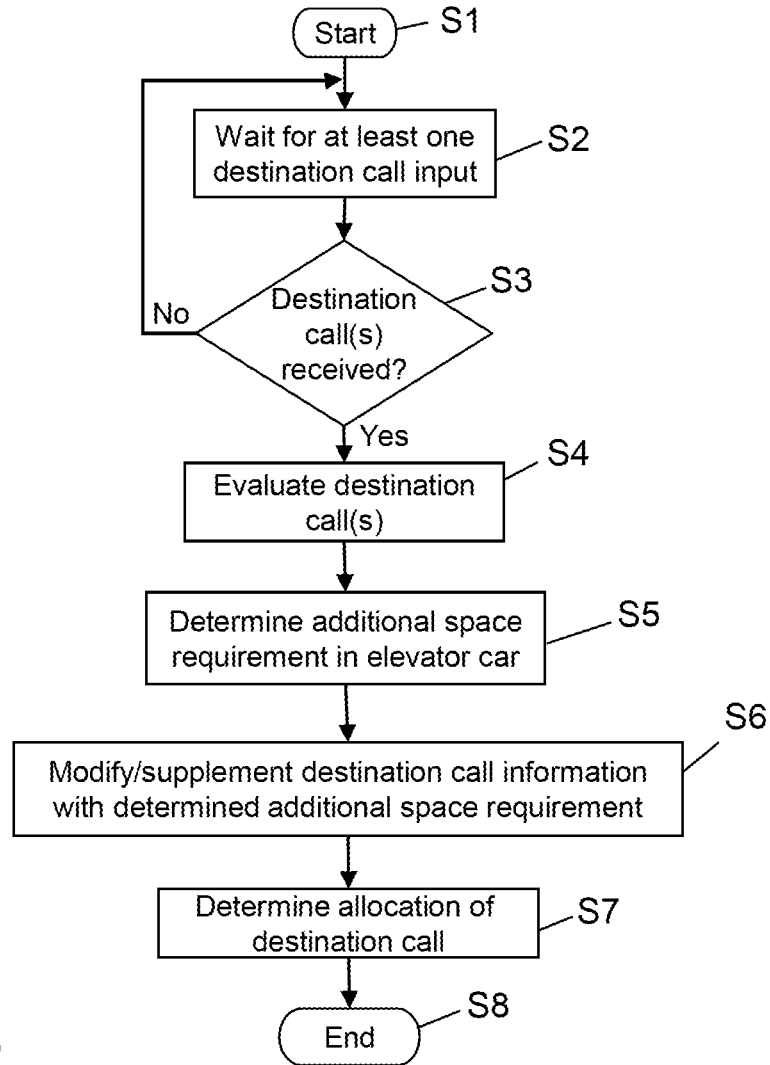 Start
S1
Wait for at least one
destination call input
S2
Destination
call(s)
received?
S3
No
Yes
Evaluate destination
call(s)
S4
Determine additional space
requirement in elevator car
S5
Modify/supplement destination call information
with determined additional space requirement
S6
Determine allocation of
destination call
S7
End
S8